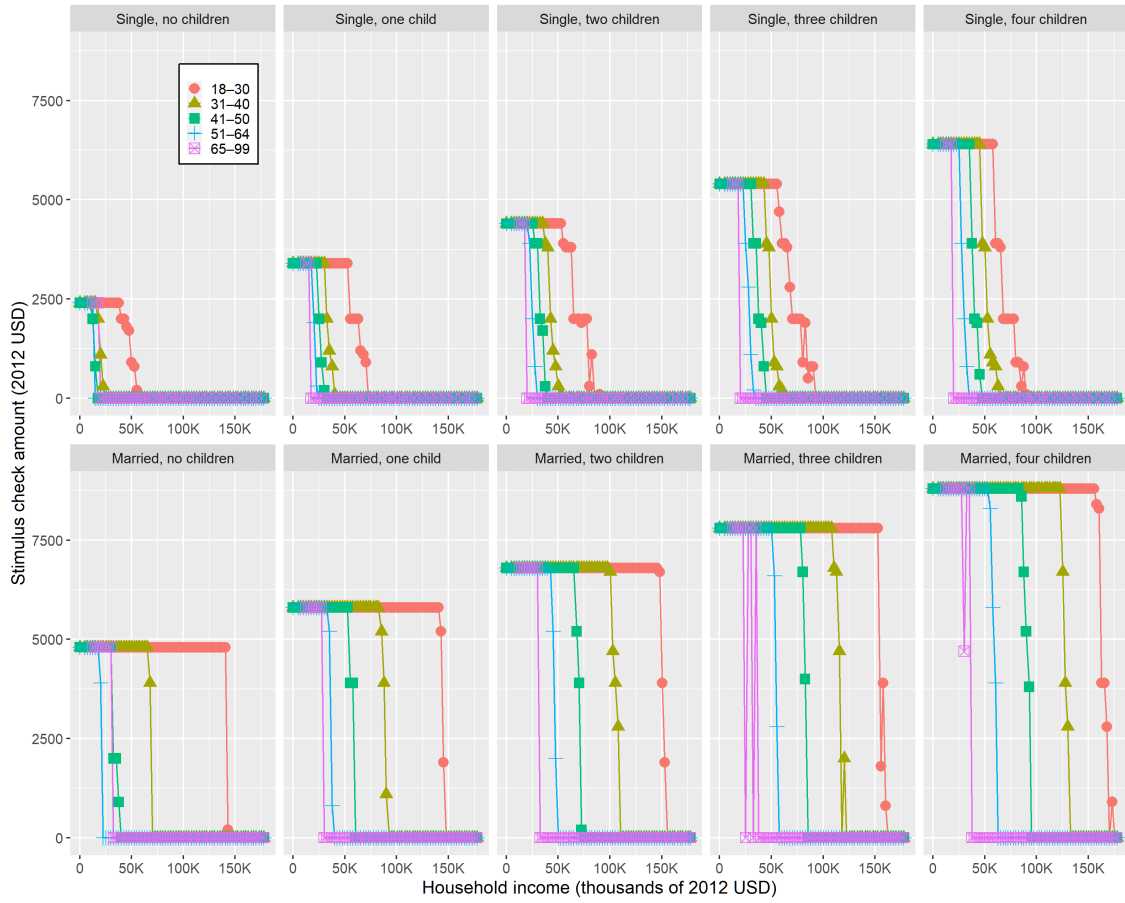 Single, no children
Single, one child
Single, two children
Single, three children
Single, four children
18–30
31–40
41–50
51–64
65–99
7500
5000
2500
0
0 50K 100K 150K
0 50K 100K 150K
0 50K 100K 150K
0 50K 100K 150K
0 50K 100K 150K
Married, no children
Married, one child
Married, two children
Married, three children
Married, four children
7500
5000
2500
0
0 50K 100K 150K
0 50K 100K 150K
0 50K 100K 150K
0 50K 100K 150K
0 50K 100K 150K
Stimulus check amount (2012 USD)
Household income (thousands of 2012 USD)